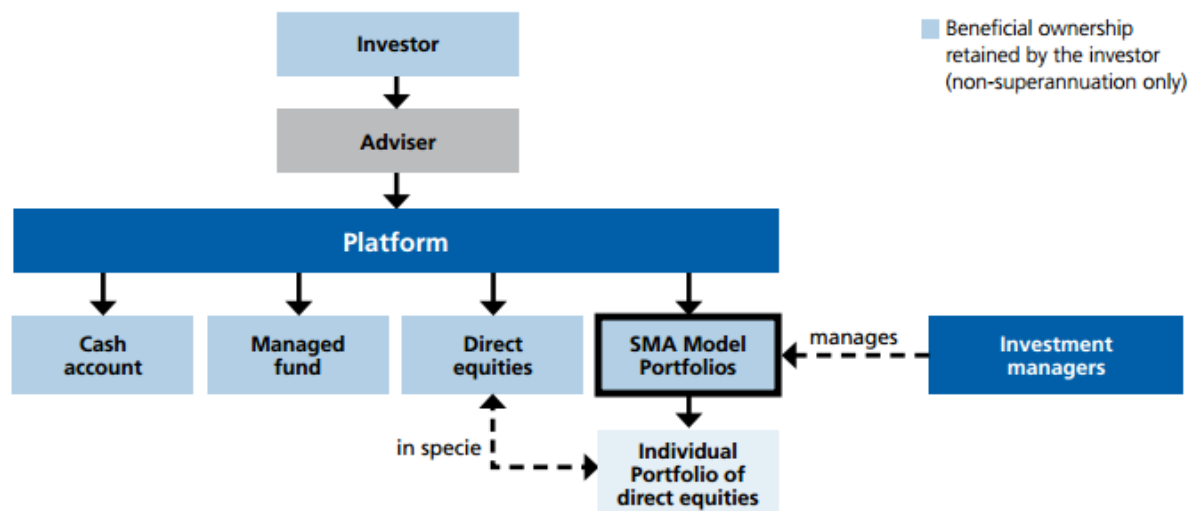 Investor
Beneficial ownership
retained by the investor
(non-superannuation only)
Adviser
Platform
Cash
account
Managed
fund
Direct
equities
SMA Model
Portfolios
manages
Investment
managers
in specie
Individual
Portfolio of
direct equities